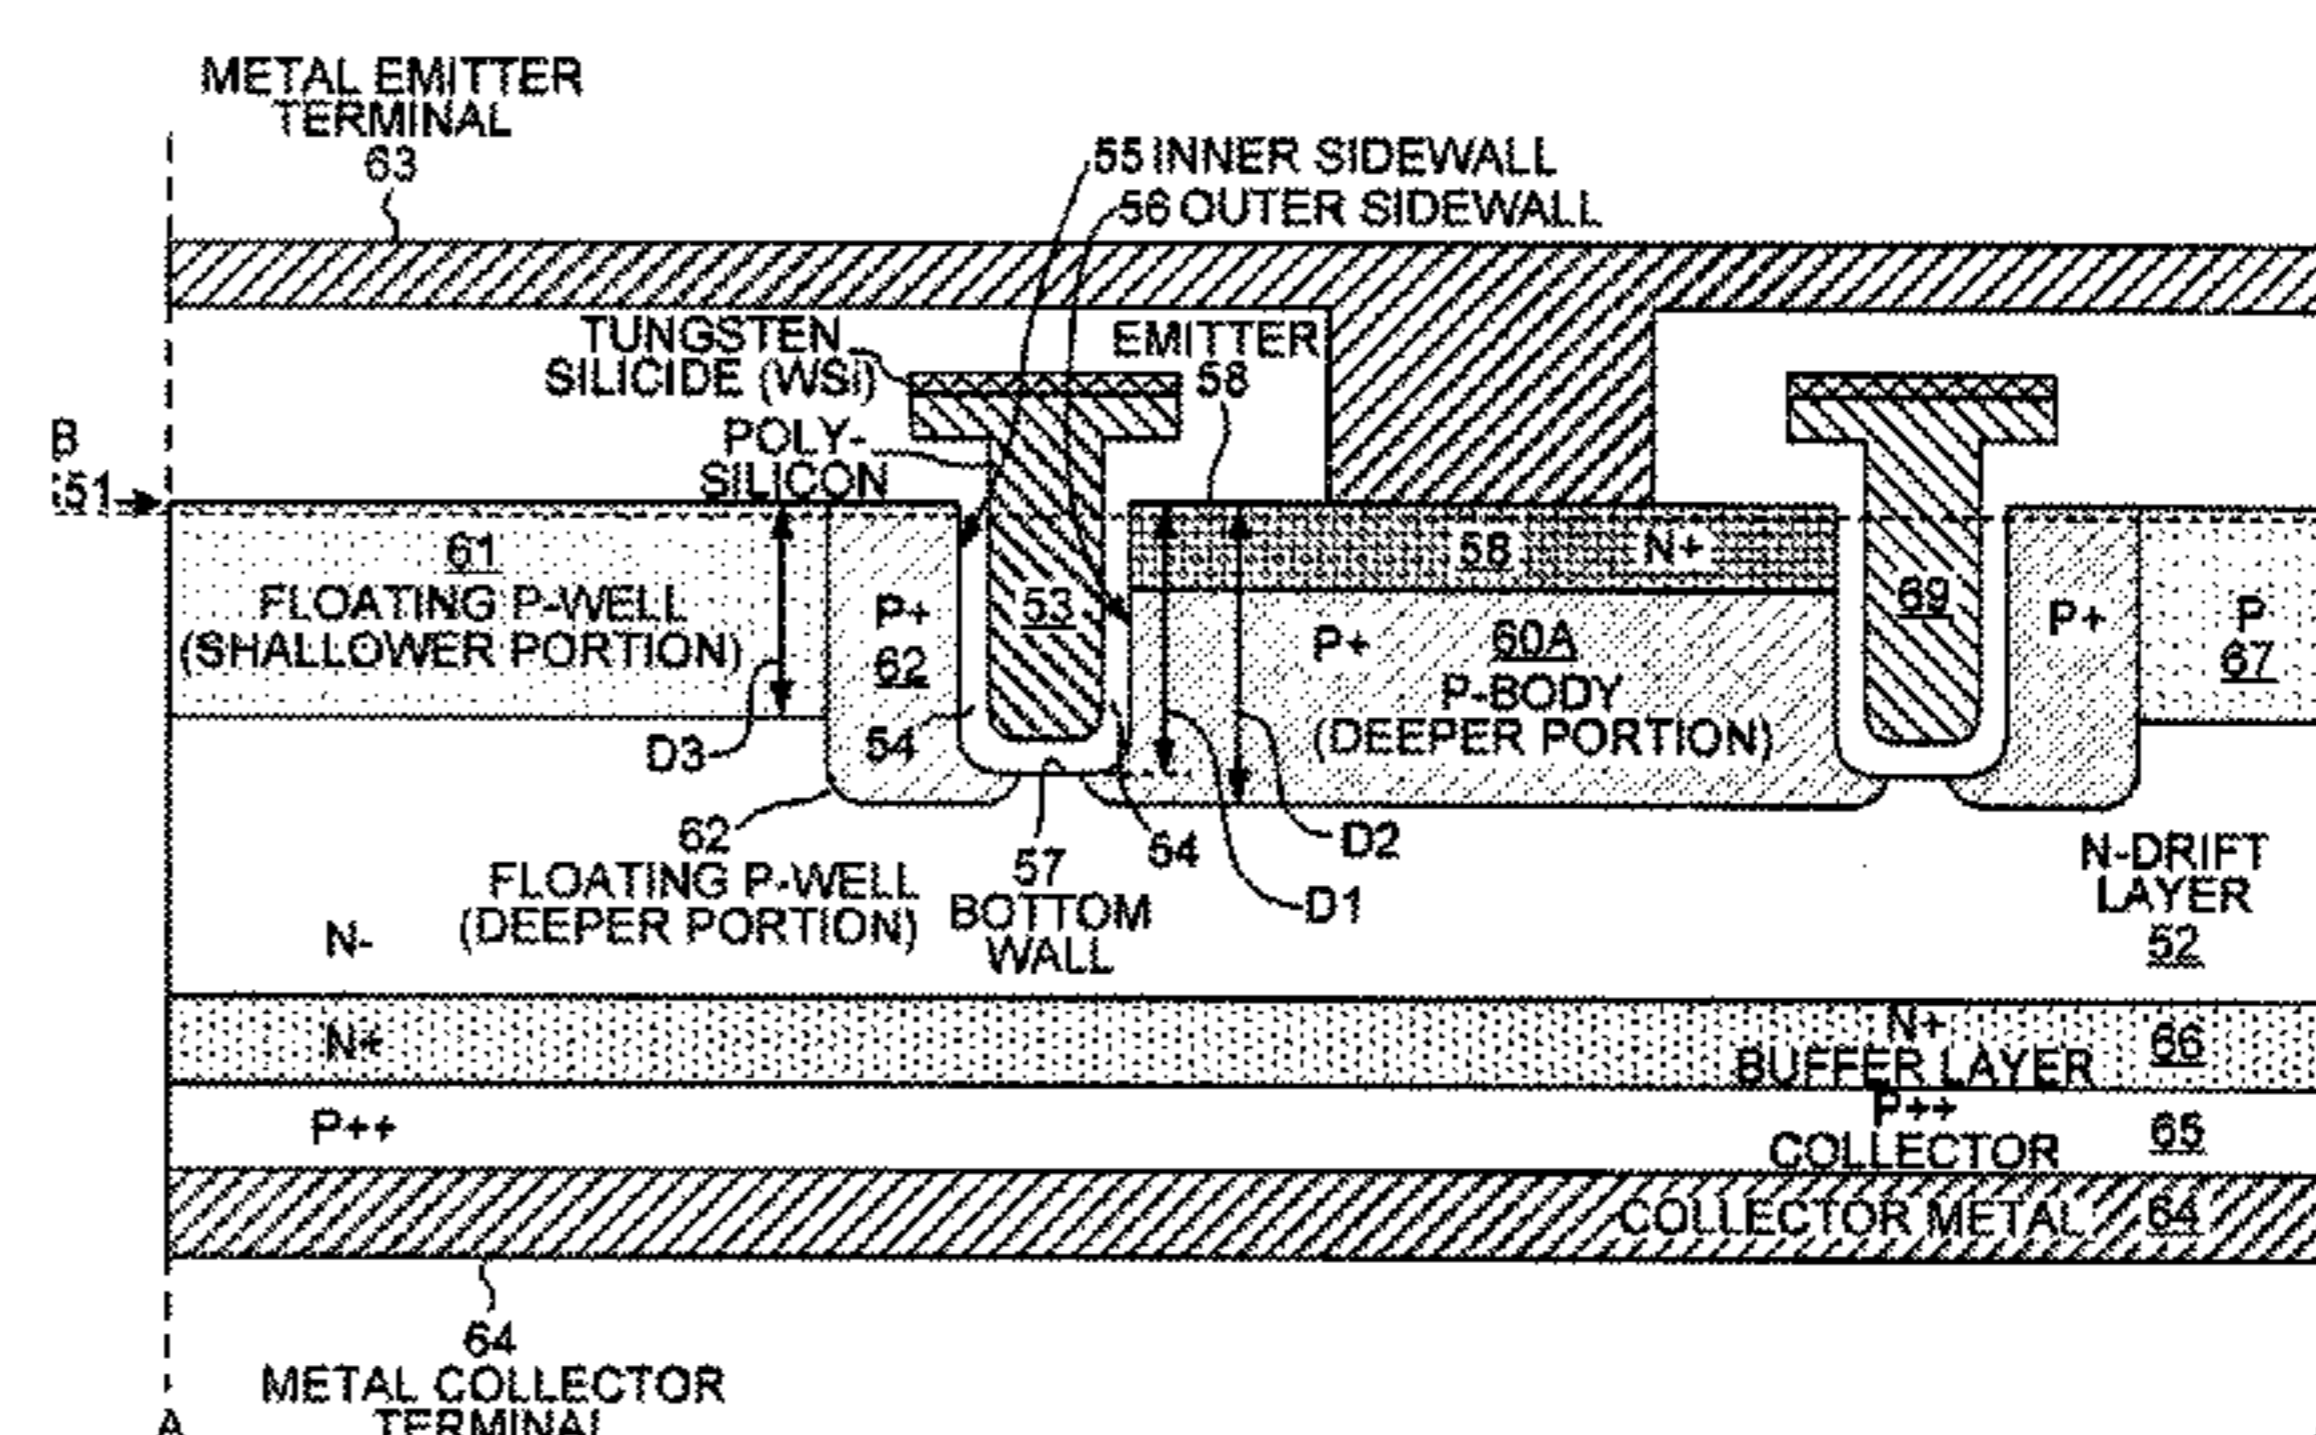 METAL EMITTER
TERMINAL
63
55 INNER SIDEWALL
56 OUTER SIDEWALL
TUNGSTEN
SILICIDE (WSi)
EMITTER
58
POLY-
SILICON
B
51
61
FLOATING P-WELL
(SHALLOWER PORTION)
D3
P+
62
54
53
58 N+
P+ 60A
P-BODY
(DEEPER PORTION)
69
P+
P
67
62
FLOATING P-WELL
(DEEPER PORTION)
57
BOTTOM
WALL
54
D2
D1
N-DRIFT
LAYER
52
N-
N+
N+
BUFFER LAYER 66
P++
P++
COLLECTOR 65
COLLECTOR METAL 64
64
METAL COLLECTOR
TERMINAL
A